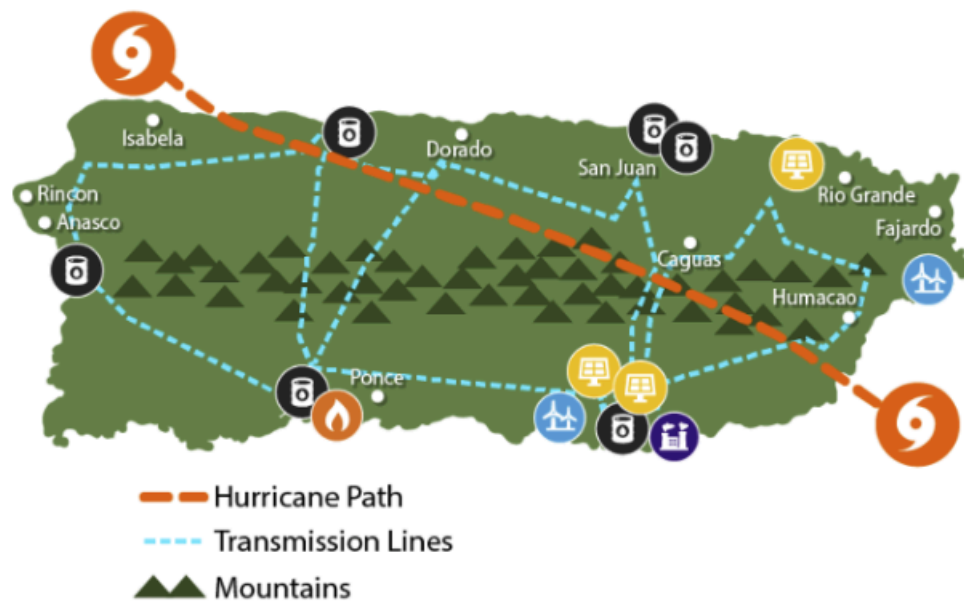 Isabela
Dorado
San Juan
Rio Grande
Rincon
Anasco
Fajardo
Caguas
Humacao
Ponce
Hurricane Path
Transmission Lines
Mountains